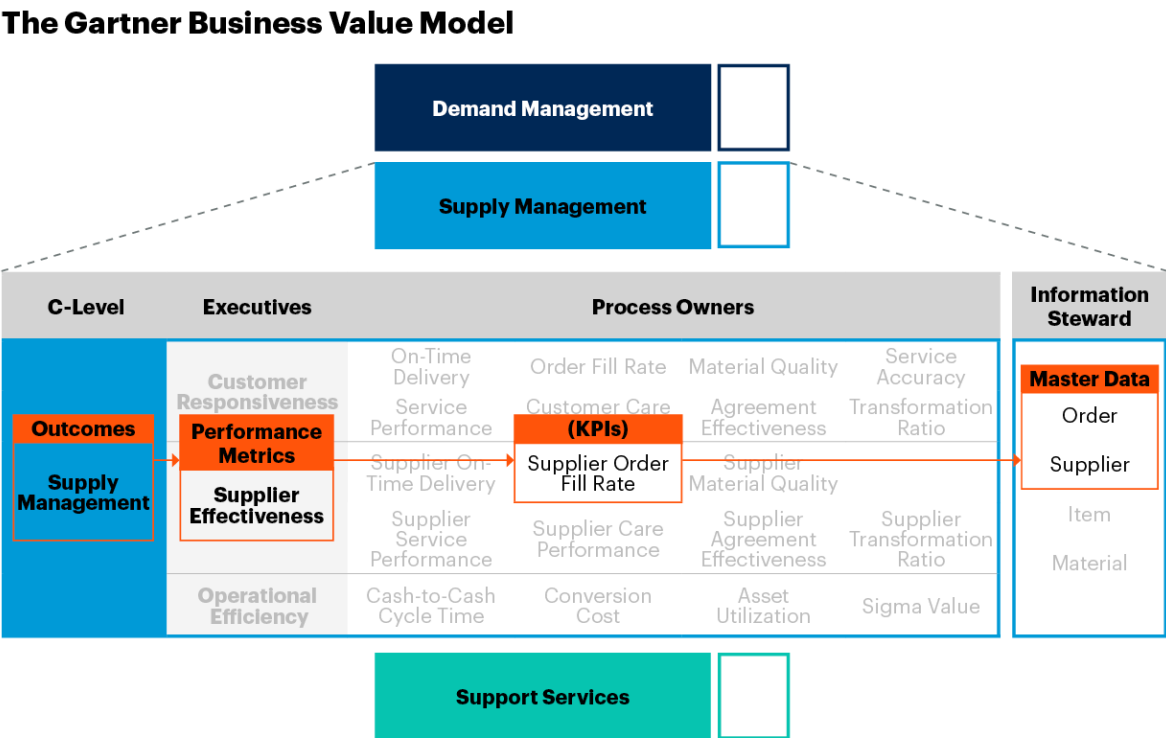 The Gartner Business Value Model
Demand Management
Supply Management
C-Level
Executives
Process Owners
Information
Steward
Outcomes
Supply
Management
Customer
Responsiveness
Performance
Metrics
Supplier
Effectiveness
Operational
Efficiency
On-Time
Delivery
Order Fill Rate
Material Quality
Service
Accuracy
Service
Performance
Customer Care
(KPIs)
Agreement
Effectiveness
Transformation
Ratio
Supplier On-
Time Delivery
Supplier Order
Fill Rate
Supplier
Material Quality
Supplier
Service
Performance
Supplier Care
Performance
Supplier
Agreement
Effectiveness
Supplier
Transformation
Ratio
Cash-to-Cash
Cycle Time
Conversion
Cost
Asset
Utilization
Sigma Value
Master Data
Order
Supplier
Item
Material
Support Services